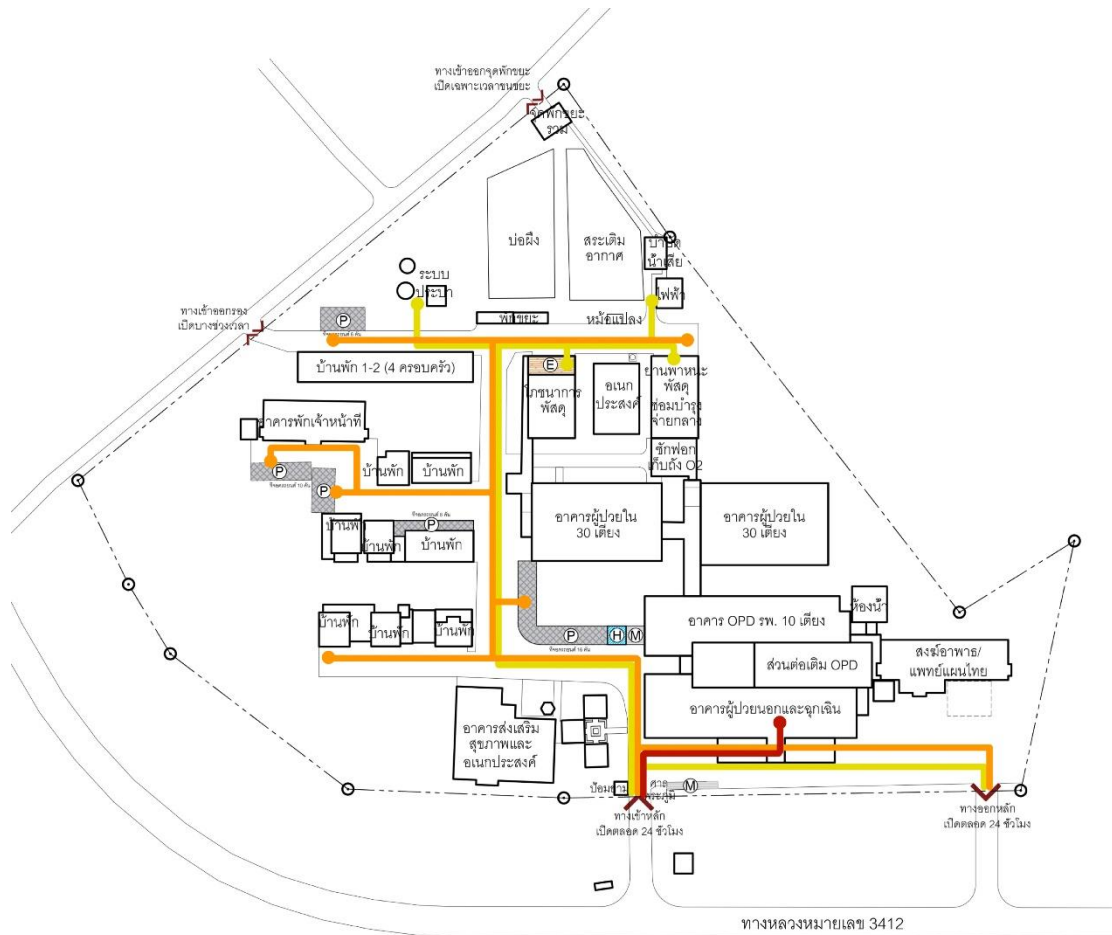 ทางเข้าออกจุดพักขยะ
เปิดเฉพาะเวลาขนขยะ
จุดพักขยะ
รวม
บ่อผึ่ง
สระเติม
อากาศ
บำบัด
น้ำเสีย
ระบบ
ประปา
ไฟฟ้า
ทางเข้าออกรอง
เปิดบางช่วงเวลา
P
พักขยะ
หม้อแปลง
บ้านพัก 1-2 (4 ครอบครัว)
E
โภชนาการ
พัสดุ
อเนก
ประสงค์
ยานพาหนะ
พัสดุ
ซ่อมบำรุง
จ่ายกลาง
ซักฟอก
เก็บถัง O2
อาคารพักเจ้าหน้าที่
บ้านพัก
บ้านพัก
P
ที่จอดรถยนต์ 10 คัน
P
P
บ้านพัก
บ้านพัก
บ้านพัก
อาคารผู้ป่วยใน
30 เตียง
อาคารผู้ป่วยใน
30 เตียง
บ้านพัก
บ้านพัก
บ้านพัก
P
H
M
อาคาร OPD รพ. 10 เตียง
ห้องน้ำ
ส่วนต่อเติม OPD
สงฆ์อาพาธ/
แพทย์แผนไทย
อาคารผู้ป่วยนอกและฉุกเฉิน
อาคารส่งเสริม
สุขภาพและ
อเนกประสงค์
ป้อมยาม
ศาล
พระภูมิ
M
ทางเข้าหลัก
เปิดตลอด 24 ชั่วโมง
ทางออกหลัก
เปิดตลอด 24 ชั่วโมง
ทางหลวงหมายเลข 3412